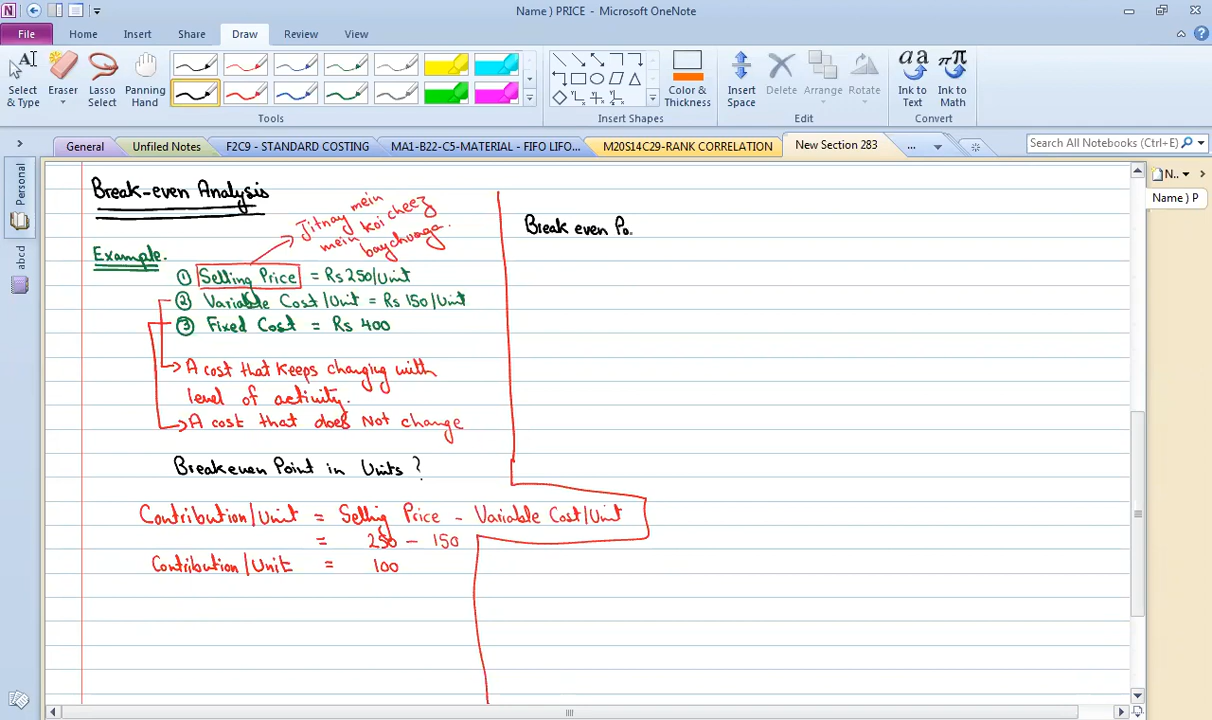 Name ) PRICE - Microsoft OneNote
File Home Insert Draw Review View
Select & Type
Eraser
Lasso Select
Panning Hand
Tools
Color & Thickness
Insert Shapes
Insert Space
Delete
Arrange
Rotate
Edit
Ink to Text
Ink to Math
Convert
General Unfiled Notes F2C9 - STANDARD COSTING MA1-B22-C5-MATERIAL - FIFO LIFO... M20S14C29-RANK CORRELATION New Section 283 ...
Search All Notebooks (Ctrl+E)
Personal
abcd
N..
Name ) P
Break-even Analysis
Jitnay mein
koi cheez
mein baychunga.
Example.
① Selling Price = Rs 250/Unit
② Variable Cost/Unit = Rs 150/Unit
③ Fixed Cost = Rs 400
A cost that keeps changing with
level of activity.
A cost that does Not change
Breakeven Point in Units ?
Contribution/Unit = Selling Price - Variable Cost/Unit
= 250 - 150
Contribution/Unit = 100
Break even Po.